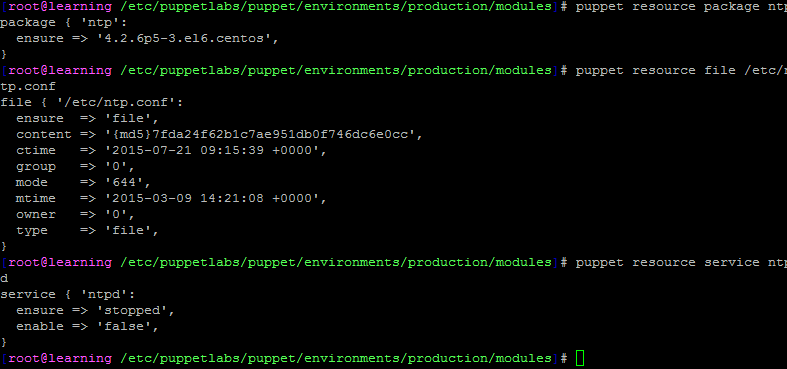 [root@learning /etc/puppetlabs/puppet/environments/production/modules]# puppet resource package ntp
package { 'ntp':
  ensure => '4.2.6p5-3.el6.centos',
}
[root@learning /etc/puppetlabs/puppet/environments/production/modules]# puppet resource file /etc/n
tp.conf
file { '/etc/ntp.conf':
  ensure  => 'file',
  content => '{md5}7fda24f62b1c7ae951db0f746dc6e0cc',
  ctime   => '2015-07-21 09:15:39 +0000',
  group   => '0',
  mode    => '644',
  mtime   => '2015-03-09 14:21:08 +0000',
  owner   => '0',
  type    => 'file',
}
[root@learning /etc/puppetlabs/puppet/environments/production/modules]# puppet resource service ntp
d
service { 'ntpd':
  ensure => 'stopped',
  enable => 'false',
}
[root@learning /etc/puppetlabs/puppet/environments/production/modules]#